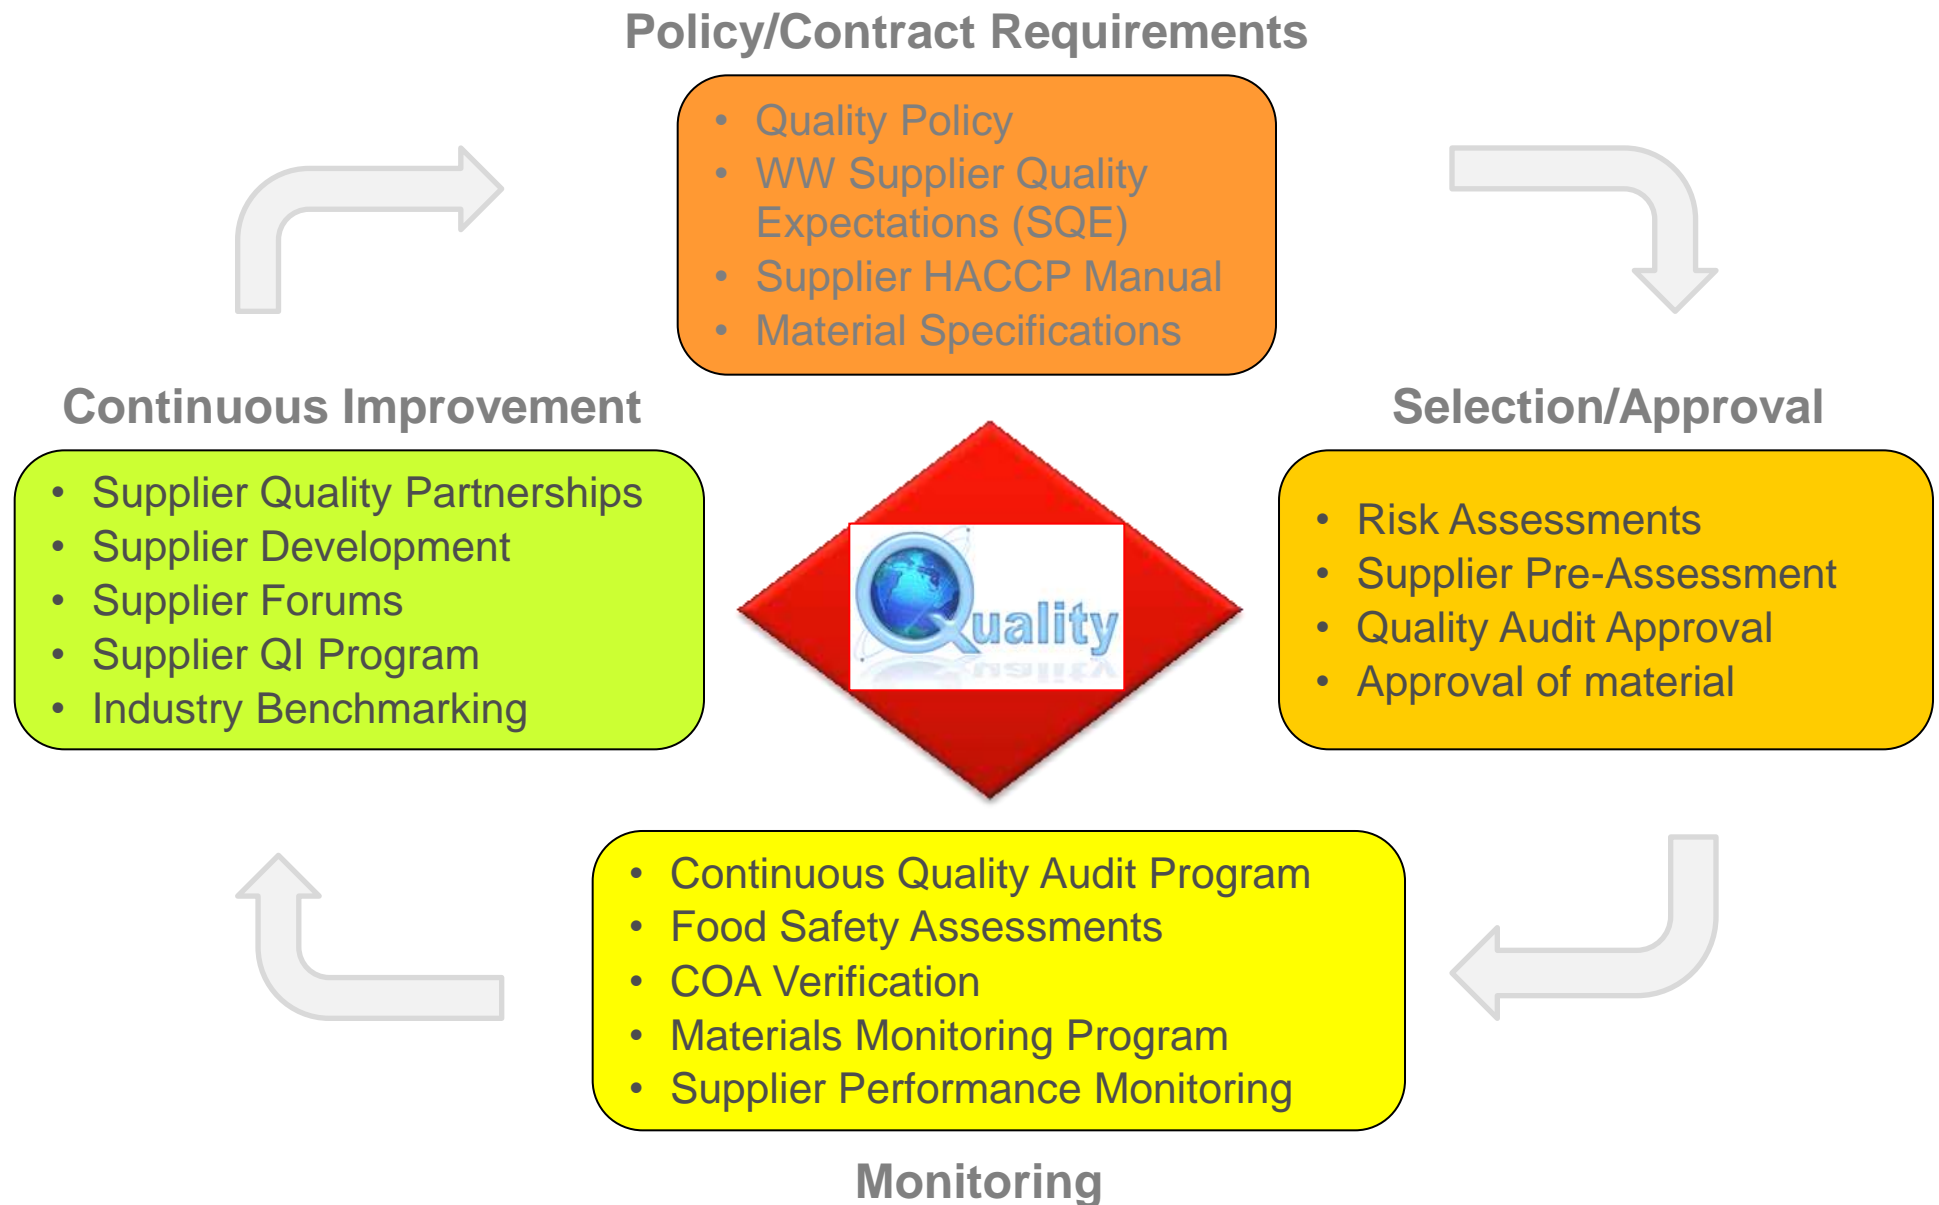 Policy/Contract Requirements
• Quality Policy
• WW Supplier Quality
Expectations (SQE)
• Supplier HACCP Manual
• Material Specifications
Continuous Improvement
• Supplier Quality Partnerships
• Supplier Development
• Supplier Forums
• Supplier QI Program
• Industry Benchmarking
Quality
Selection/Approval
• Risk Assessments
• Supplier Pre-Assessment
• Quality Audit Approval
• Approval of material
• Continuous Quality Audit Program
• Food Safety Assessments
• COA Verification
• Materials Monitoring Program
• Supplier Performance Monitoring
Monitoring